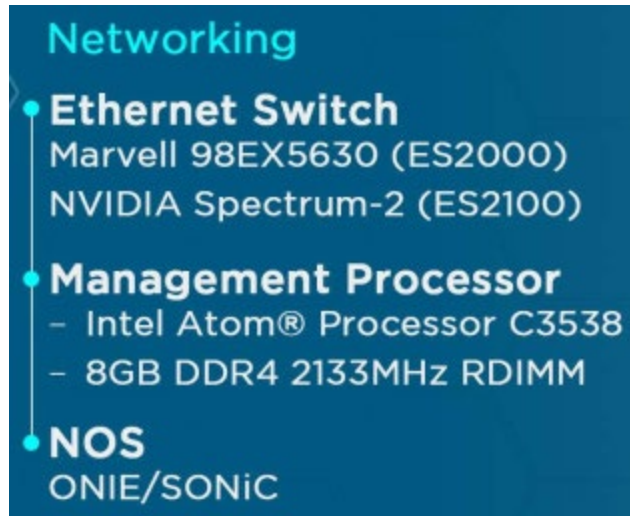 Networking
Ethernet Switch
Marvell 98EX5630 (ES2000)
NVIDIA Spectrum-2 (ES2100)
Management Processor
– Intel Atom® Processor C3538
– 8GB DDR4 2133MHz RDIMM
NOS
ONIE/SONiC